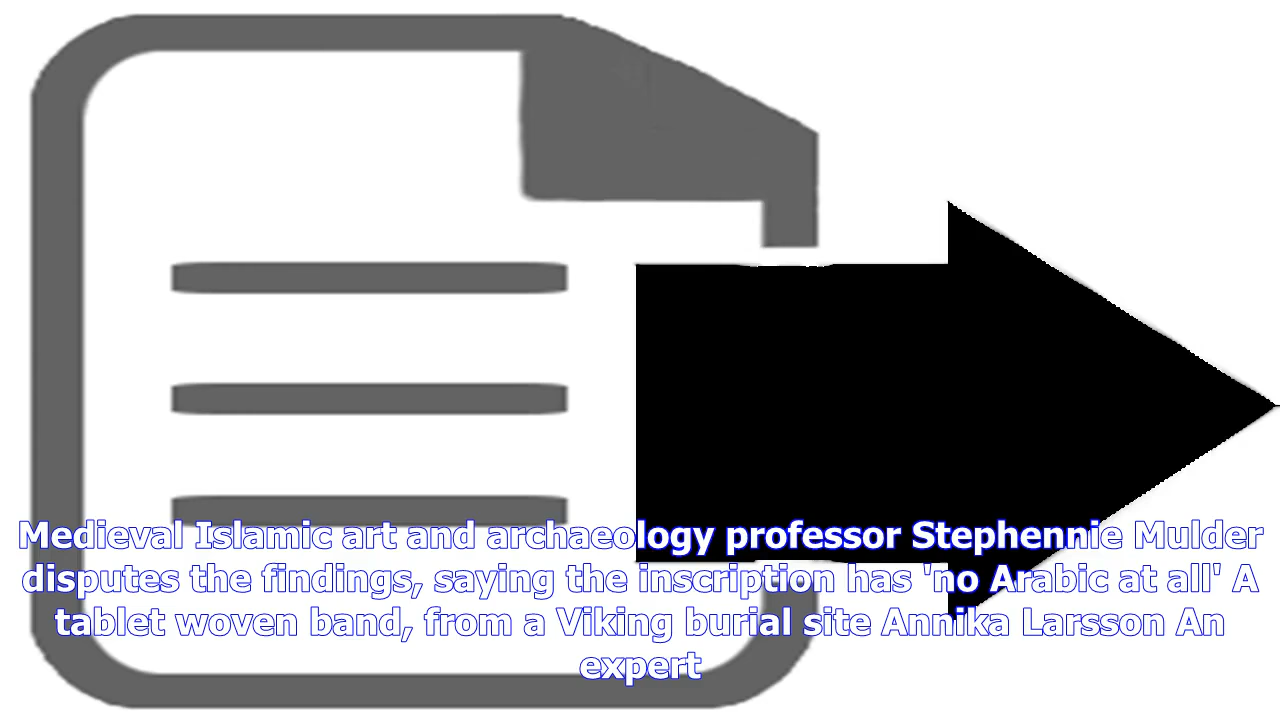 Medieval Islamic art and archaeology professor Stephennie Mulder
disputes the findings, saying the inscription has 'no Arabic at all' A
tablet woven band, from a Viking burial site Annika Larsson An
expert